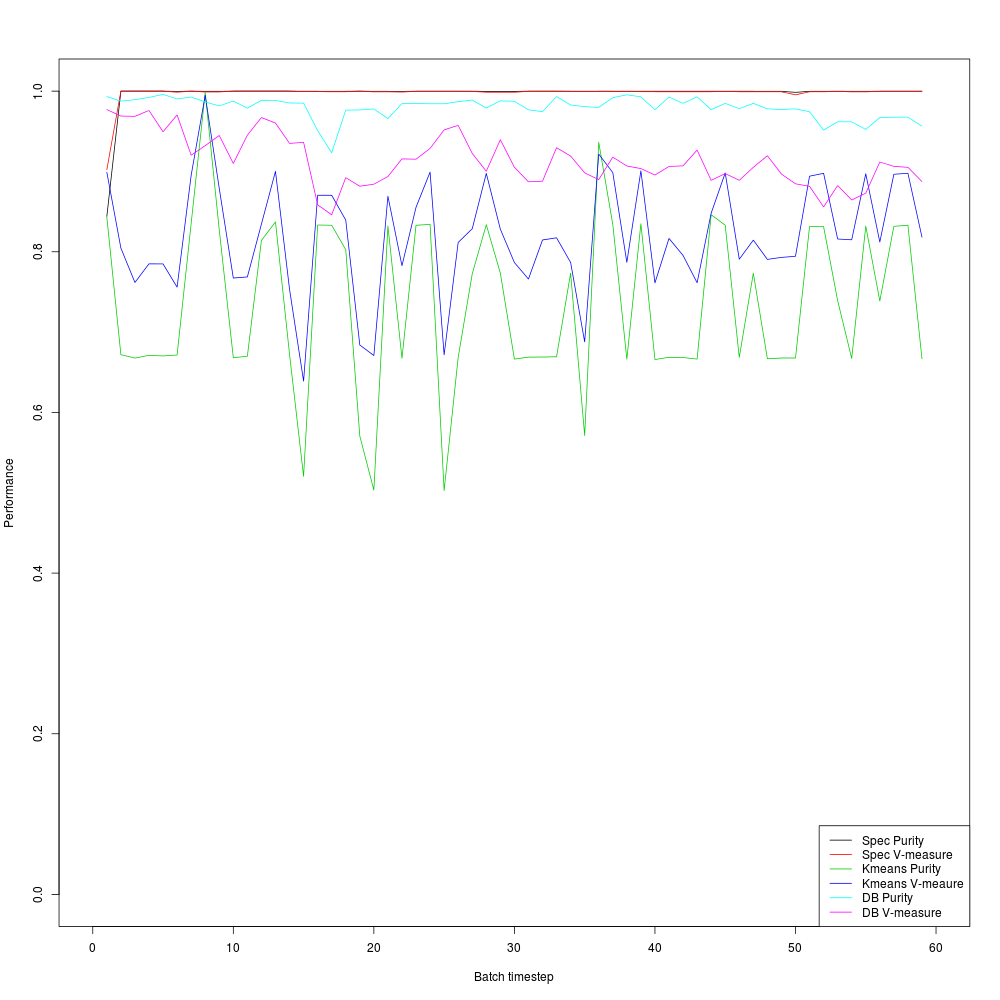 Performance
1.0
0.8
0.6
0.4
0.2
0.0
0 10 20 30 40 50 60
Batch timestep
Spec Purity
Spec V-measure
Kmeans Purity
Kmeans V-meaure
DB Purity
DB V-measure